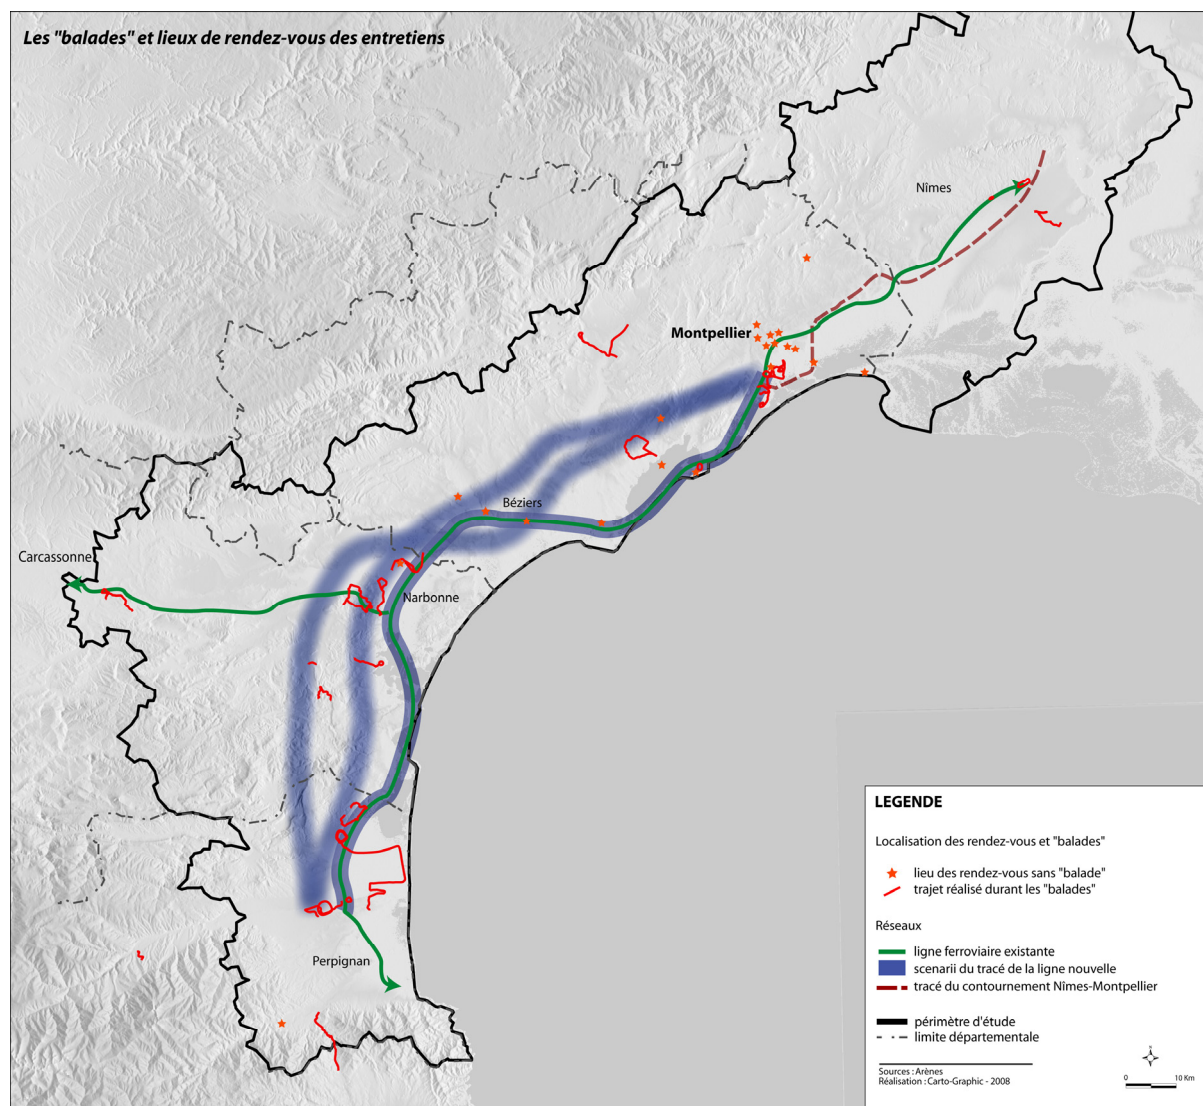 Les "balades" et lieux de rendez-vous des entretiens
Nîmes
Montpellier
Béziers
Carcassonne
Narbonne
Perpignan
LEGENDE
Localisation des rendez-vous et "balades"
lieu des rendez-vous sans "balade"
trajet réalisé durant les "balades"
Réseaux
ligne ferroviaire existante
scenarii du tracé de la ligne nouvelle
tracé du contournement Nîmes-Montpellier
périmètre d'étude
limite départementale
Sources : Arènes
Réalisation : Carto-Graphic - 2008
0 10 Km